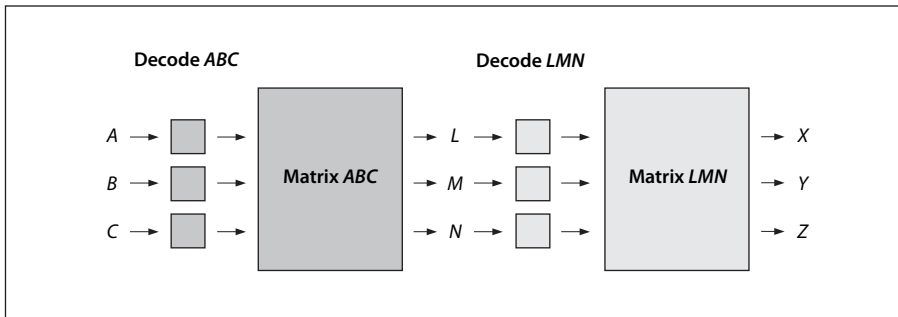 Decode ABC Decode LMN
A L X
B Matrix ABC M Matrix LMN Y
C N Z